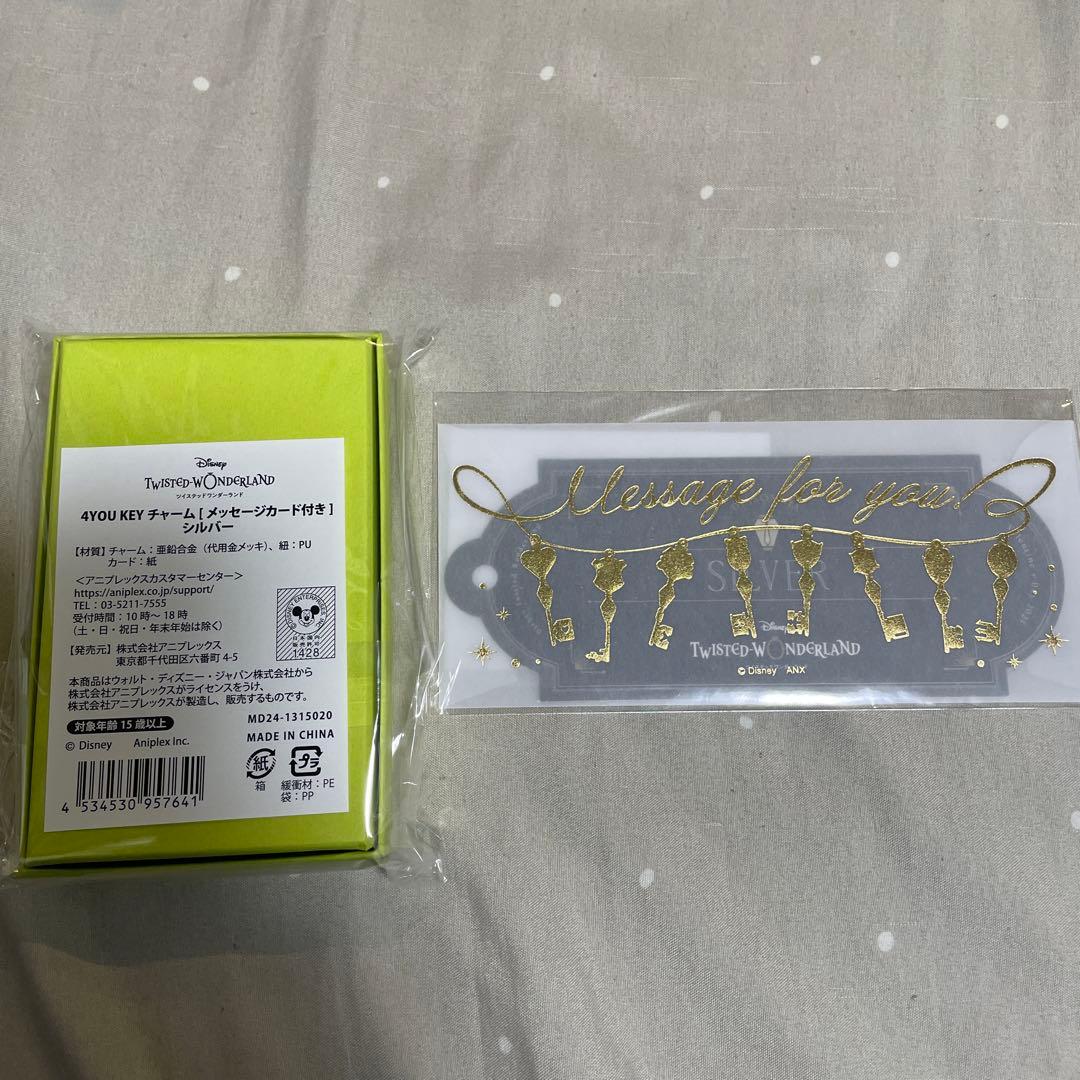 Disney
TWISTED-WONDERLAND
ツイステッドワンダーランド
4YOU KEY チャーム [ メッセージカード付き ]
シルバー
【材質】チャーム：亜鉛合金（代用金メッキ）、紐：PU
カード：紙
＜アニプレックスカスタマーセンター＞
https://aniplex.co.jp/support/
TEL：03-5211-7555
受付時間：10時～18時
（土・日・祝日・年末年始は除く）
【発売元】株式会社アニプレックス
東京都千代田区六番町 4-5
©DISNEY ENTERPRISES
日本国内
販売許可
1428
本商品はウォルト・ディズニー・ジャパン株式会社から
株式会社アニプレックスがライセンスをうけ、
株式会社アニプレックスが製造し、販売するものです。
対象年齢 15 歳以上
MD24-1315020
© Disney Aniplex Inc.
MADE IN CHINA
4 534530 957641
紙
プラ
箱
緩衝材：PE
袋：PP
Message for you!
SILVER
Disney
TWISTED-WONDERLAND
© Disney ANX